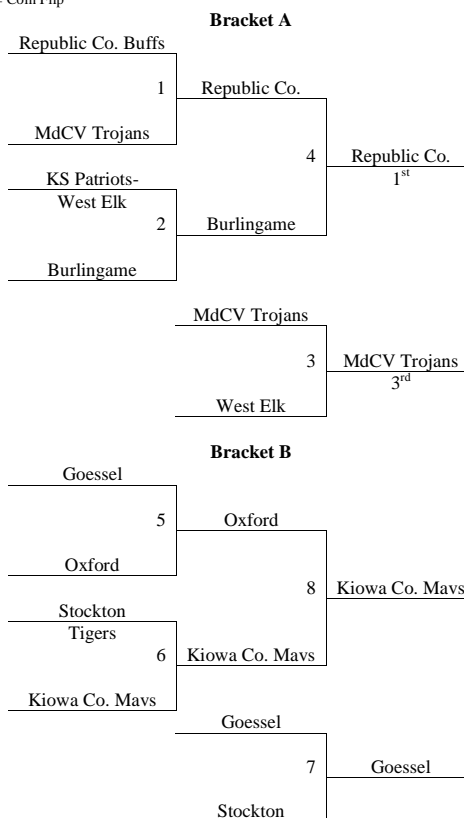 Coin Flip
Bracket A
Republic Co. Buffs
1 Republic Co.
MdCV Trojans
4 Republic Co.
1st
KS Patriots-
West Elk
2 Burlingame
Burlingame
MdCV Trojans
3 MdCV Trojans
3rd
West Elk
Bracket B
Goessel
5 Oxford
Oxford
8 Kiowa Co. Mavs
Stockton
Tigers
6 Kiowa Co. Mavs
Kiowa Co. Mavs
Goessel
7 Goessel
Stockton